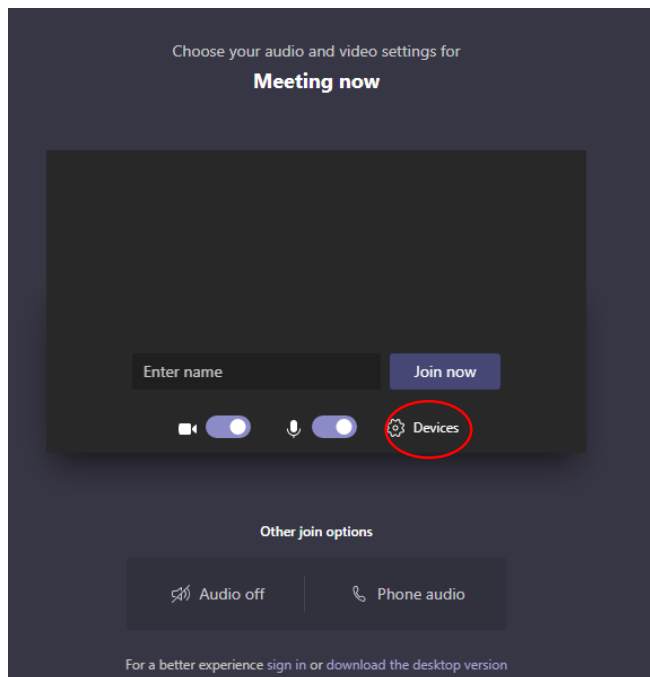 Choose your audio and video settings for
Meeting now
Enter name
Join now
Devices
Other join options
Audio off
Phone audio
For a better experience sign in or download the desktop version